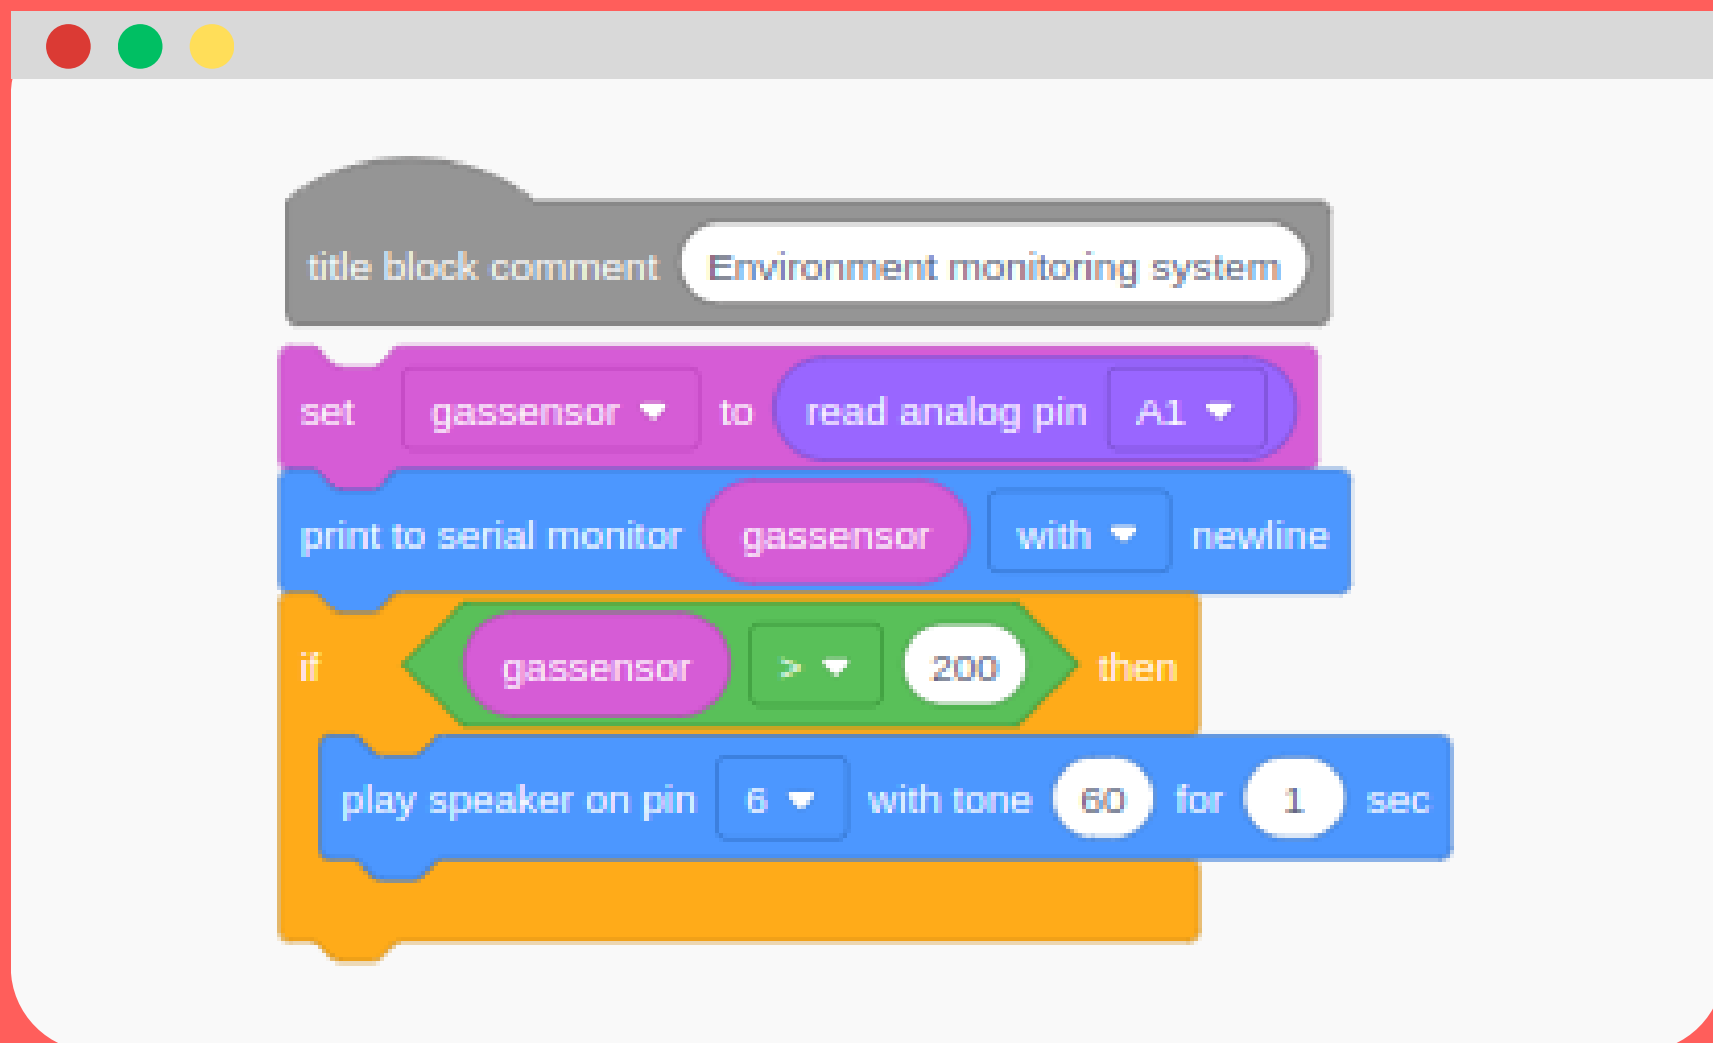 title block comment Environment monitoring system
set gassensor to read analog pin A1
print to serial monitor gassensor with newline
if gassensor > 200 then
play speaker on pin 6 with tone 60 for 1 sec